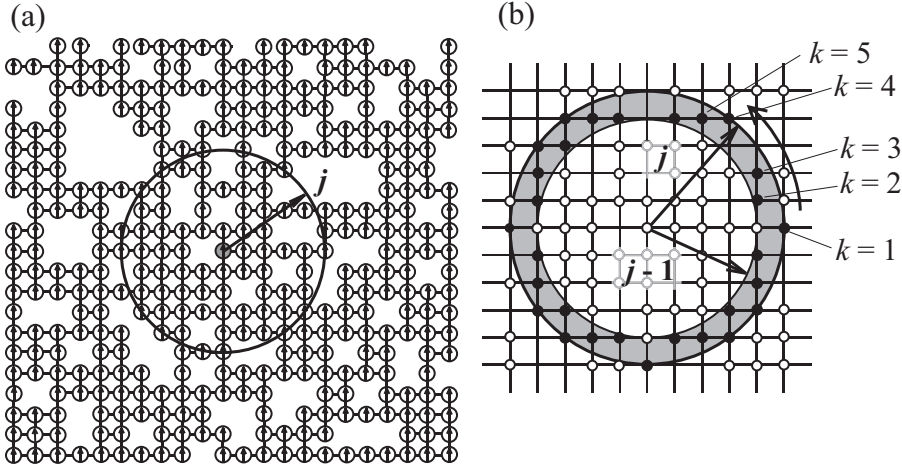 (a)
j
(b)
k = 5
k = 4
j
k = 3
k = 2
j - 1
k = 1